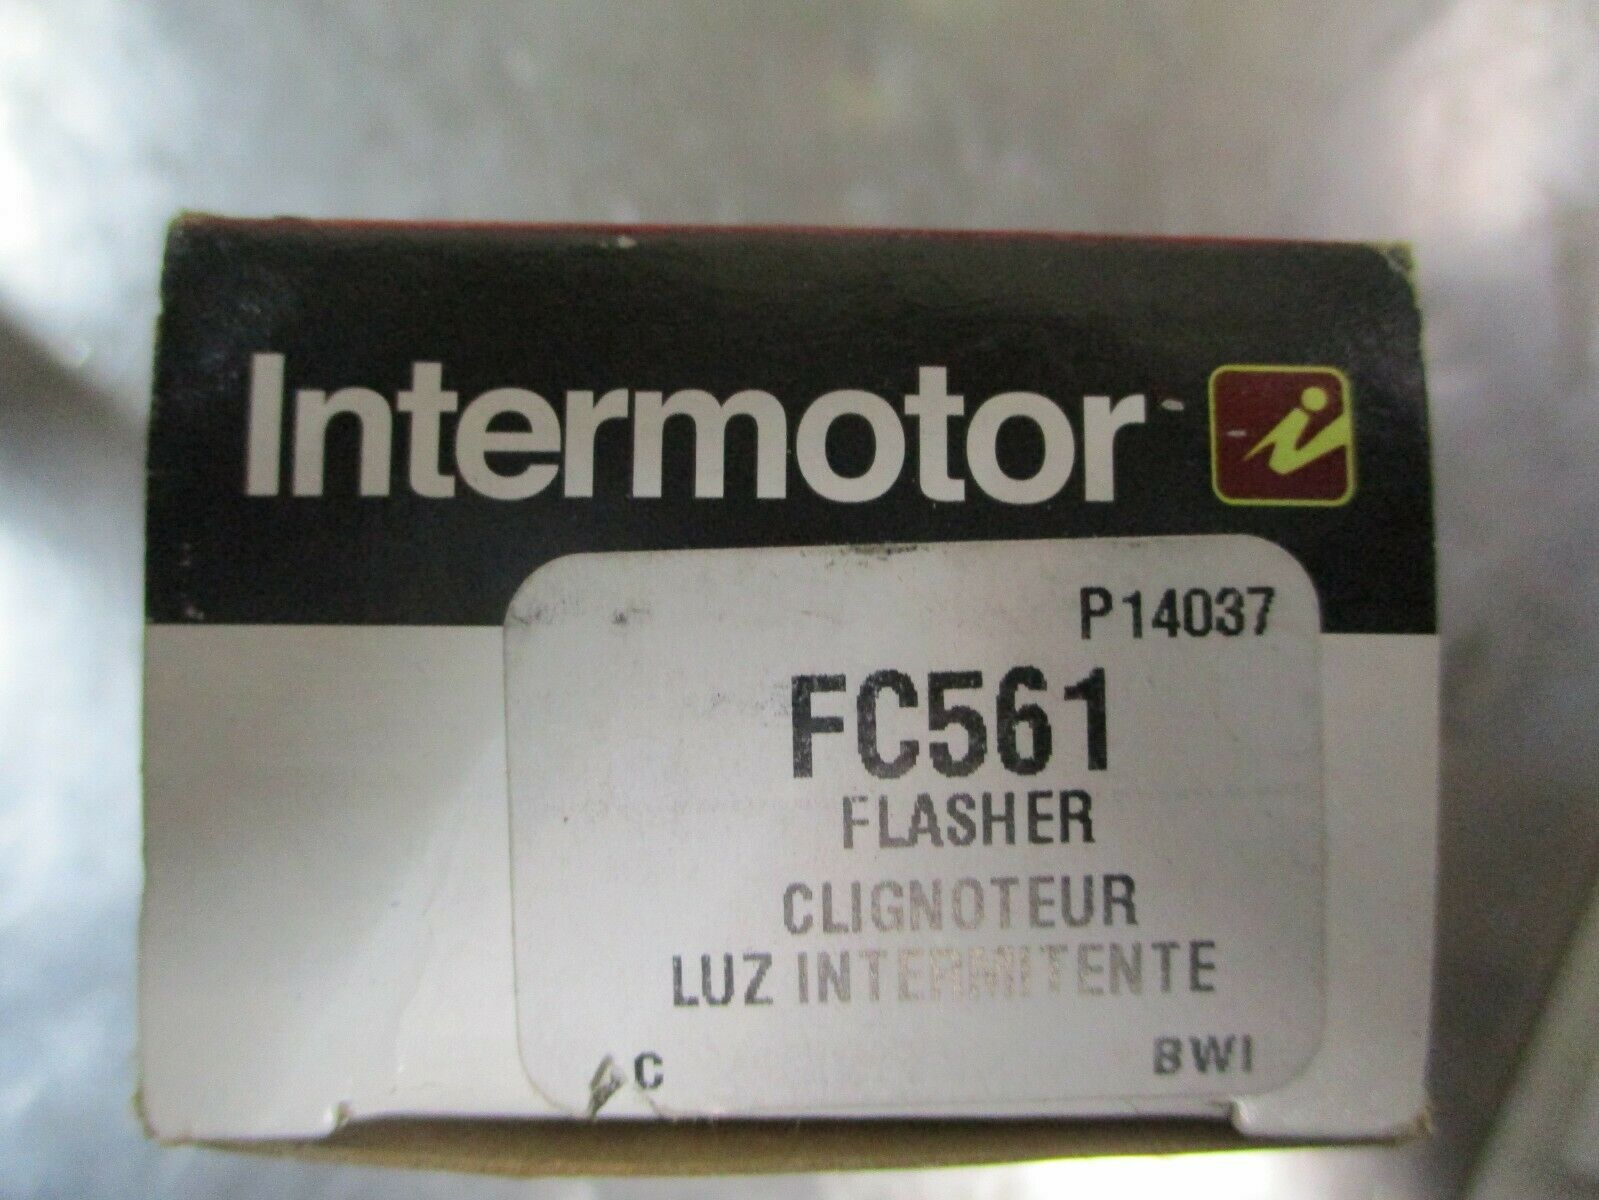 Intermotor
P14037
FC561
FLASHER
CLIGNOTEUR
LUZ INTERMITENTE
C BWI